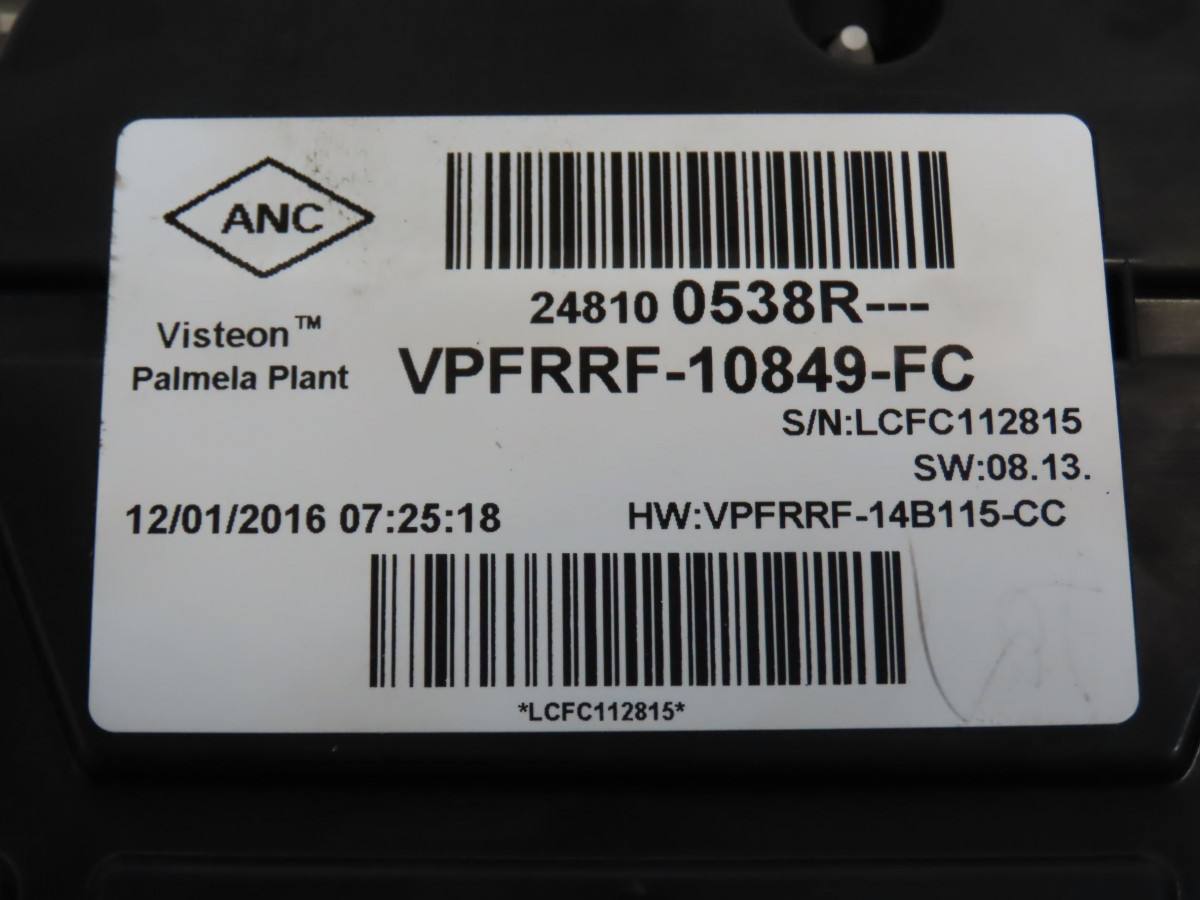 ANC
Visteon™
Palmela Plant
24810 0538R---
VPFRRF-10849-FC
S/N:LCFC112815
SW:08.13.
12/01/2016 07:25:18
HW:VPFRRF-14B115-CC
*LCFC112815*